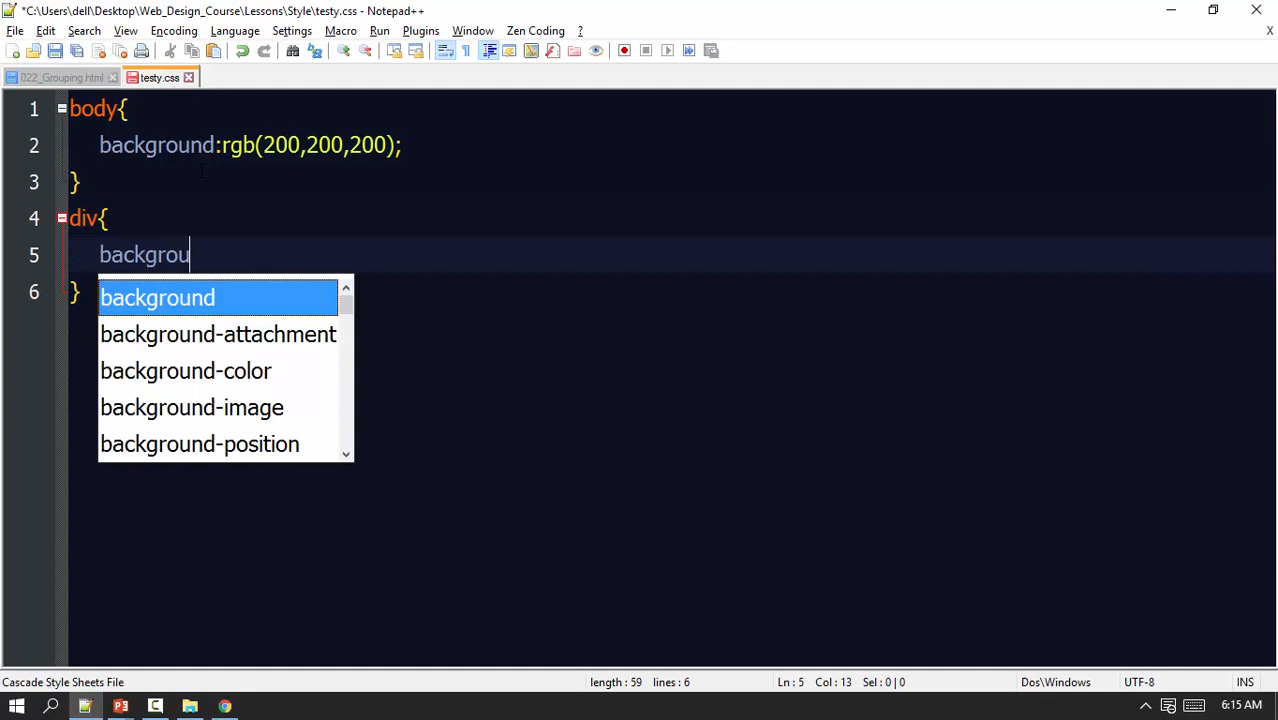 *C:\Users\dell\Desktop\Web_Design_Course\Lessons\Style\testy.css - Notepad++
File Edit Search View Encoding Language Settings Macro Run Plugins Window Zen Coding ? X
022_Grouping.html testy.css
1 body{
2 background:rgb(200,200,200);
3 }
4 div{
5 backgrou
6 }
background
background-attachment
background-color
background-image
background-position
Cascade Style Sheets File length : 59 lines : 6 Ln : 5 Col : 13 Sel : 0 | 0 Dos\Windows UTF-8 INS
6:15 AM